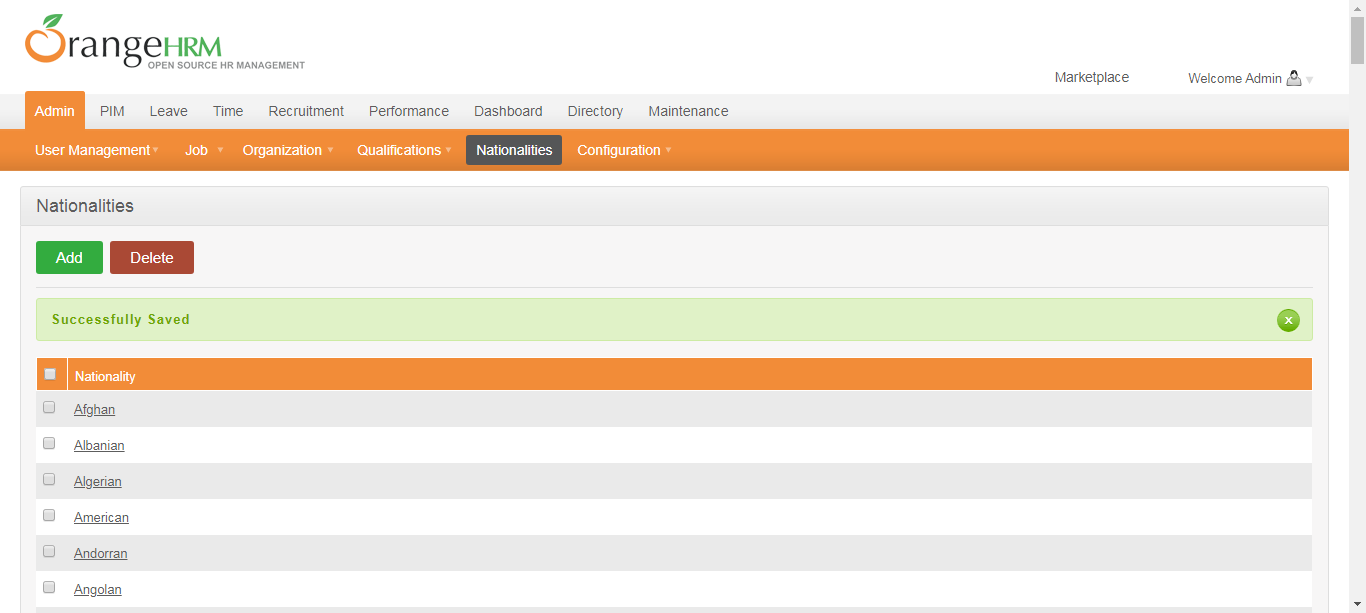 OrangeHRM
OPEN SOURCE HR MANAGEMENT
Marketplace Welcome Admin
Admin PIM Leave Time Recruitment Performance Dashboard Directory Maintenance
User Management Job Organization Qualifications Nationalities Configuration
Nationalities
Add Delete
Successfully Saved
Nationality
Afghan
Albanian
Algerian
American
Andorran
Angolan